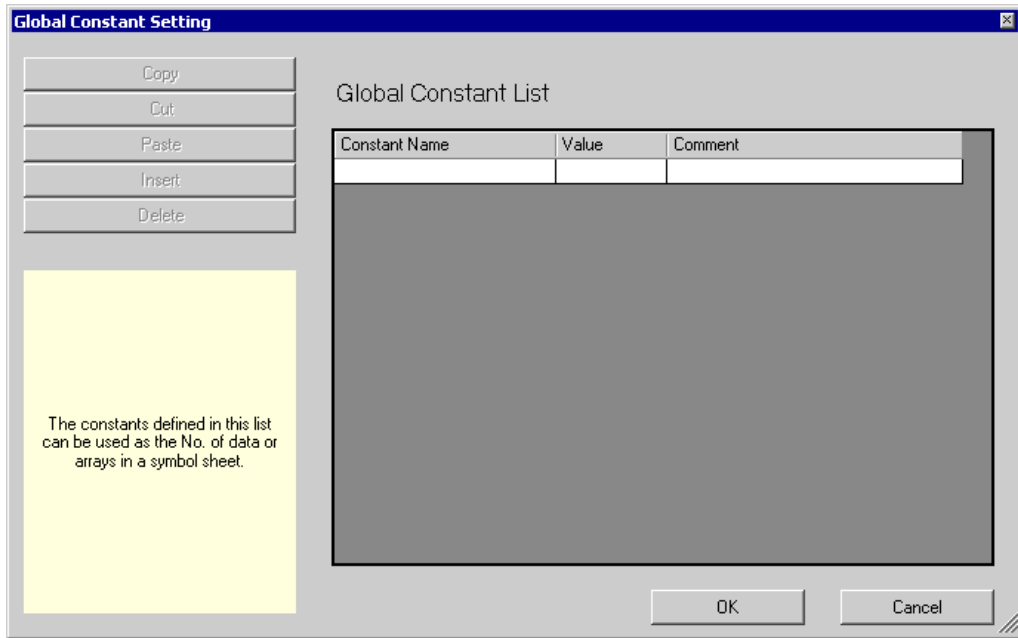 Global Constant Setting
Copy
Cut
Paste
Insert
Delete
Global Constant List
Constant Name Value Comment
The constants defined in this list
can be used as the No. of data or
arrays in a symbol sheet.
OK Cancel